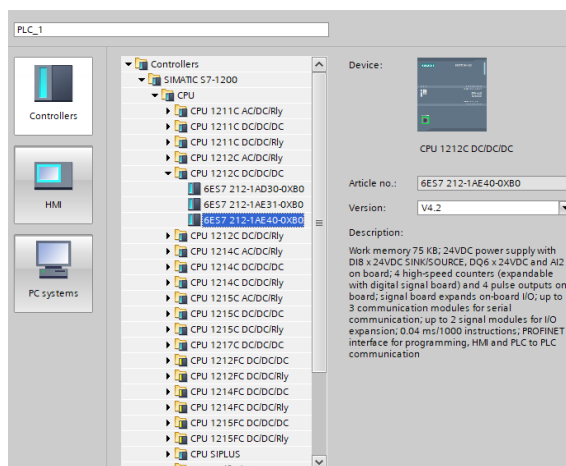 PLC_1
Controllers
HMI
PC systems
Controllers
SIMATIC S7-1200
CPU
CPU 1211C AC/DC/Rly
CPU 1211C DC/DC/DC
CPU 1211C DC/DC/Rly
CPU 1212C AC/DC/Rly
CPU 1212C DC/DC/DC
6ES7 212-1AD30-0XB0
6ES7 212-1AE31-0XB0
6ES7 212-1AE40-0XB0
CPU 1212C DC/DC/Rly
CPU 1214C AC/DC/Rly
CPU 1214C DC/DC/DC
CPU 1214C DC/DC/Rly
CPU 1215C AC/DC/Rly
CPU 1215C DC/DC/DC
CPU 1215C DC/DC/Rly
CPU 1217C DC/DC/DC
CPU 1212FC DC/DC/DC
CPU 1212FC DC/DC/Rly
CPU 1214FC DC/DC/DC
CPU 1214FC DC/DC/Rly
CPU 1215FC DC/DC/DC
CPU 1215FC DC/DC/Rly
CPU SIPLUS
Device:
CPU 1212C DC/DC/DC
Article no.: 6ES7 212-1AE40-0XB0
Version: V4.2
Description:
Work memory 75 KB; 24VDC power supply with
DI8 x 24VDC SINK/SOURCE, DQ6 x 24VDC and AI2
on board; 4 high-speed counters (expandable
with digital signal board) and 4 pulse outputs on
board; signal board expands on-board I/O; up to
3 communication modules for serial
communication; up to 2 signal modules for I/O
expansion; 0.04 ms/1000 instructions; PROFINET
interface for programming, HMI and PLC to PLC
communication